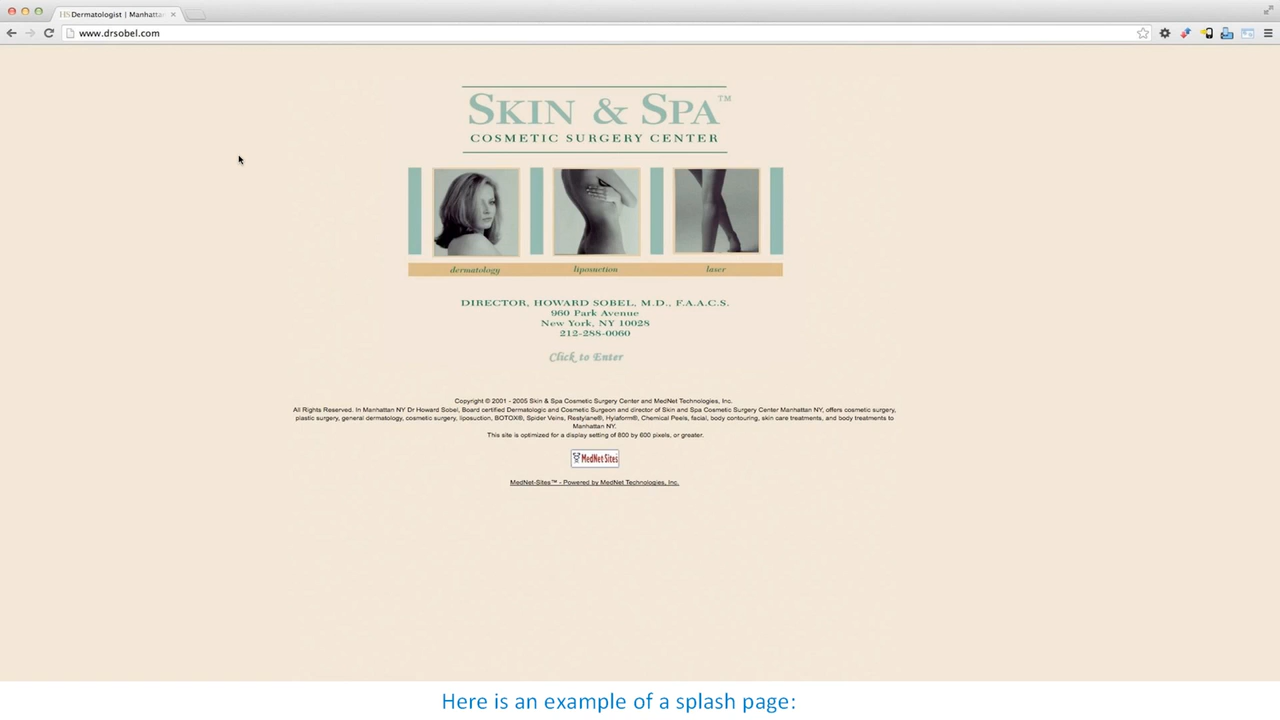 HSDermatologist | Manhattan
www.drsobel.com
SKIN & SPA™
COSMETIC SURGERY CENTER
dermatology liposuction laser
DIRECTOR, HOWARD SOBEL, M.D., F.A.A.C.S.
960 Park Avenue
New York, NY 10028
212-288-0060
Click to Enter
Copyright © 2001 - 2005 Skin & Spa Cosmetic Surgery Center and MedNet Technologies, Inc.
All Rights Reserved. In Manhattan NY Dr Howard Sobel, Board certified Dermatologic and Cosmetic Surgeon and director of Skin and Spa Cosmetic Surgery Center Manhattan NY, offers cosmetic surgery,
plastic surgery, general dermatology, cosmetic surgery, liposuction, BOTOX®, Spider Veins, Restylane®, Hylaform®, Chemical Peels, facial, body contouring, skin care treatments, and body treatments to
Manhattan NY.
This site is optimized for a display setting of 800 by 600 pixels, or greater.
MedNet Sites
MedNet-Sites™ - Powered by MedNet Technologies, Inc.
Here is an example of a splash page: